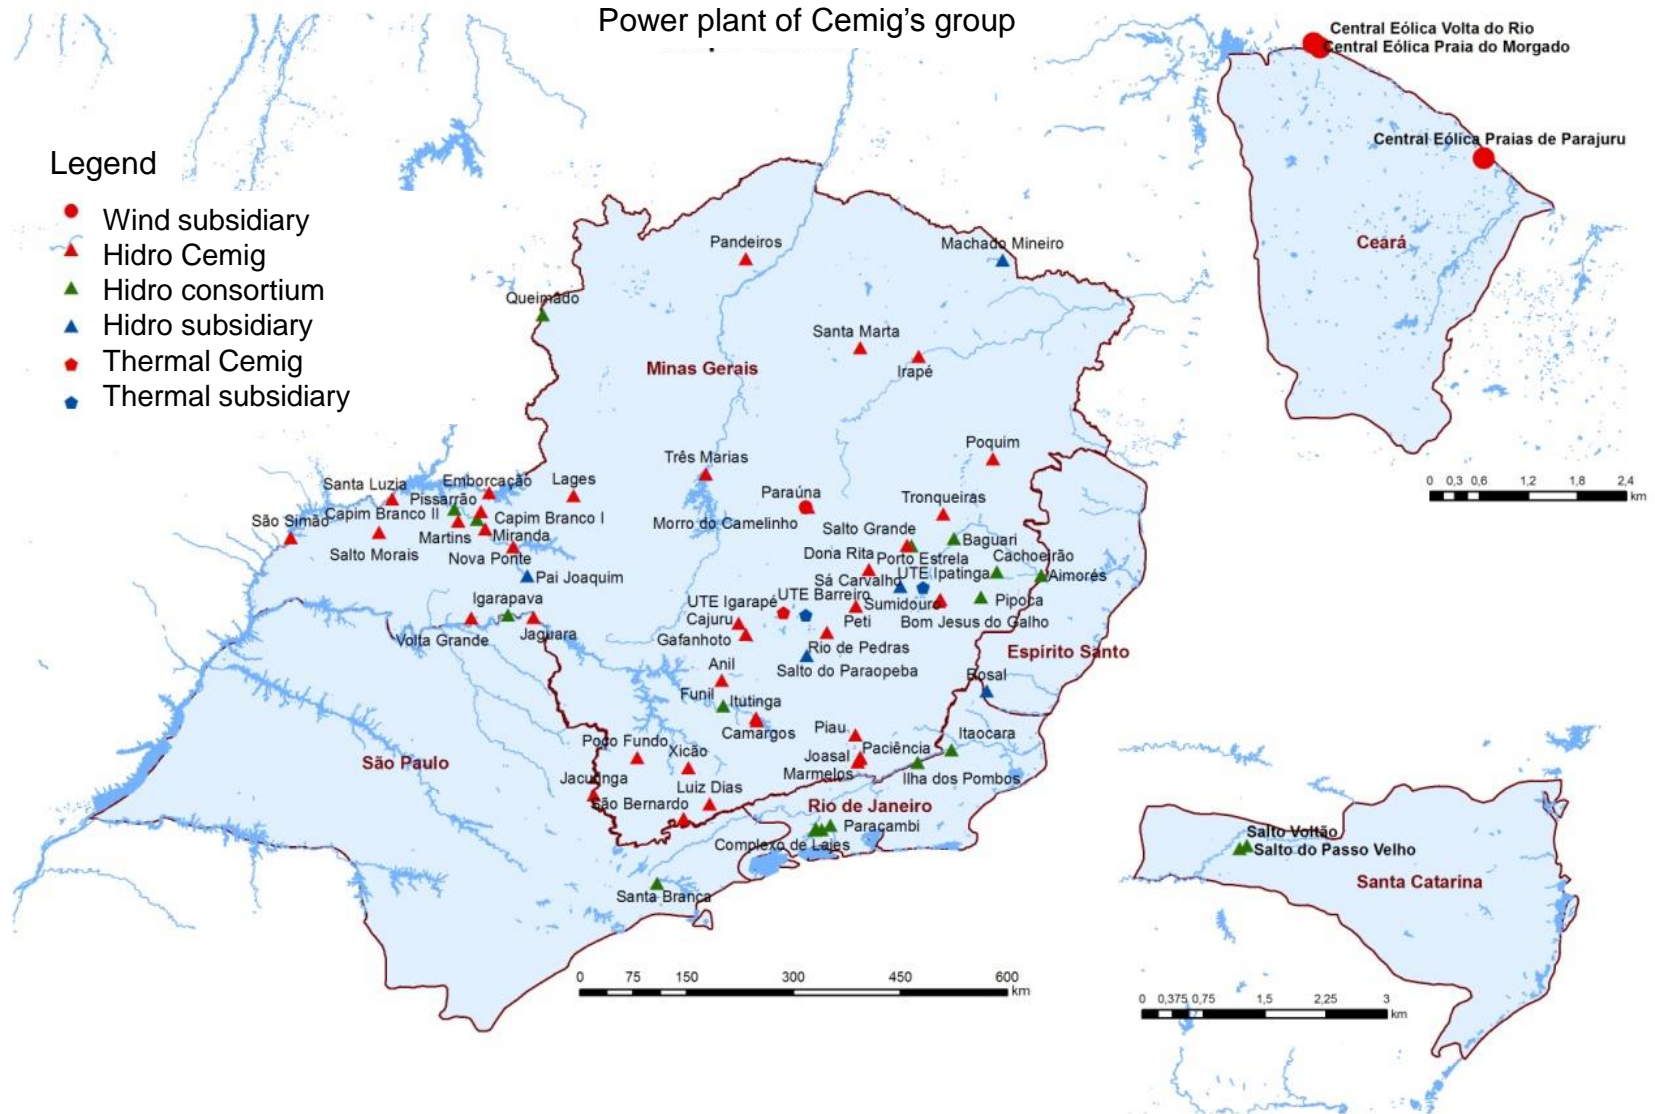 Power plant of Cemig's group
Legend
Wind subsidiary
Hidro Cemig
Hidro consortium
Hidro subsidiary
Thermal Cemig
Thermal subsidiary
Central Eólica Volta do Rio
Central Eólica Praia do Morgado
Central Eólica Praias de Parajuru
Ceará
0 0,3 0,6 1,2 1,8 2,4
km
Pandeiros
Machado Mineiro
Queimado
Santa Marta
Irapé
Minas Gerais
Poquim
Três Marias
Santa Luzia
Emborcação
Lages
Pissarrão
Paraúna
Tronqueiras
Capim Branco II
Capim Branco I
São Simão
Morro do Camelinho
Salto Grande
Martins
Miranda
Baguari
Salto Morais
Nova Ponte
Dona Rita
Porto Estrela
Cachoeirão
Pai Joaquim
Sá Carvalho
UTE Ipatinga
Aimorés
Igarapava
UTE Igarapé
UTE Barreiro
Sumidouro
Pipoca
Volta Grande
Jaguara
Cajuru
Gafanhoto
Peti
Bom Jesus do Galho
Rio de Pedras
Espírito Santo
Anil
Salto do Paraopeba
Rosal
Funil
Itutinga
Camargos
Piau
Itaocara
Poço Fundo
Xicão
Joasal
Paciência
São Paulo
Marmelos
Ilha dos Pombos
Jacutinga
Luiz Dias
São Bernardo
Rio de Janeiro
Paracambi
Complexo de Lajes
Santa Branca
0 75 150 300 450 600
km
Salto Voltão
Salto do Passo Velho
Santa Catarina
0 0,375 0,75 1,5 2,25 3
km